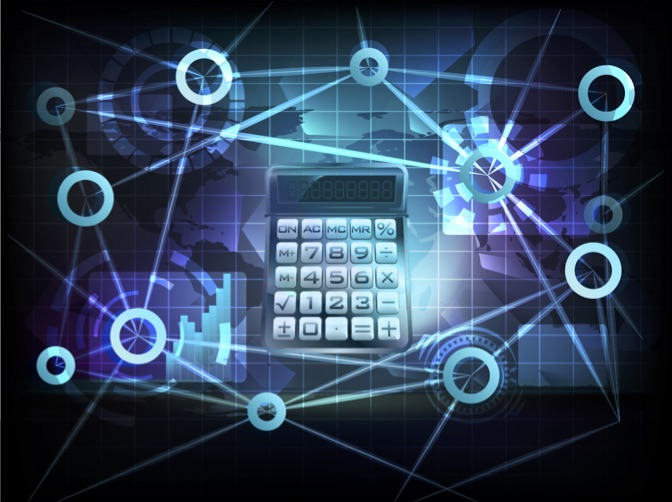 ON AC MC MR %
M+ 7 8 9 ÷
M- 4 5 6 X
√ 1 2 3 −
± 0 . = +